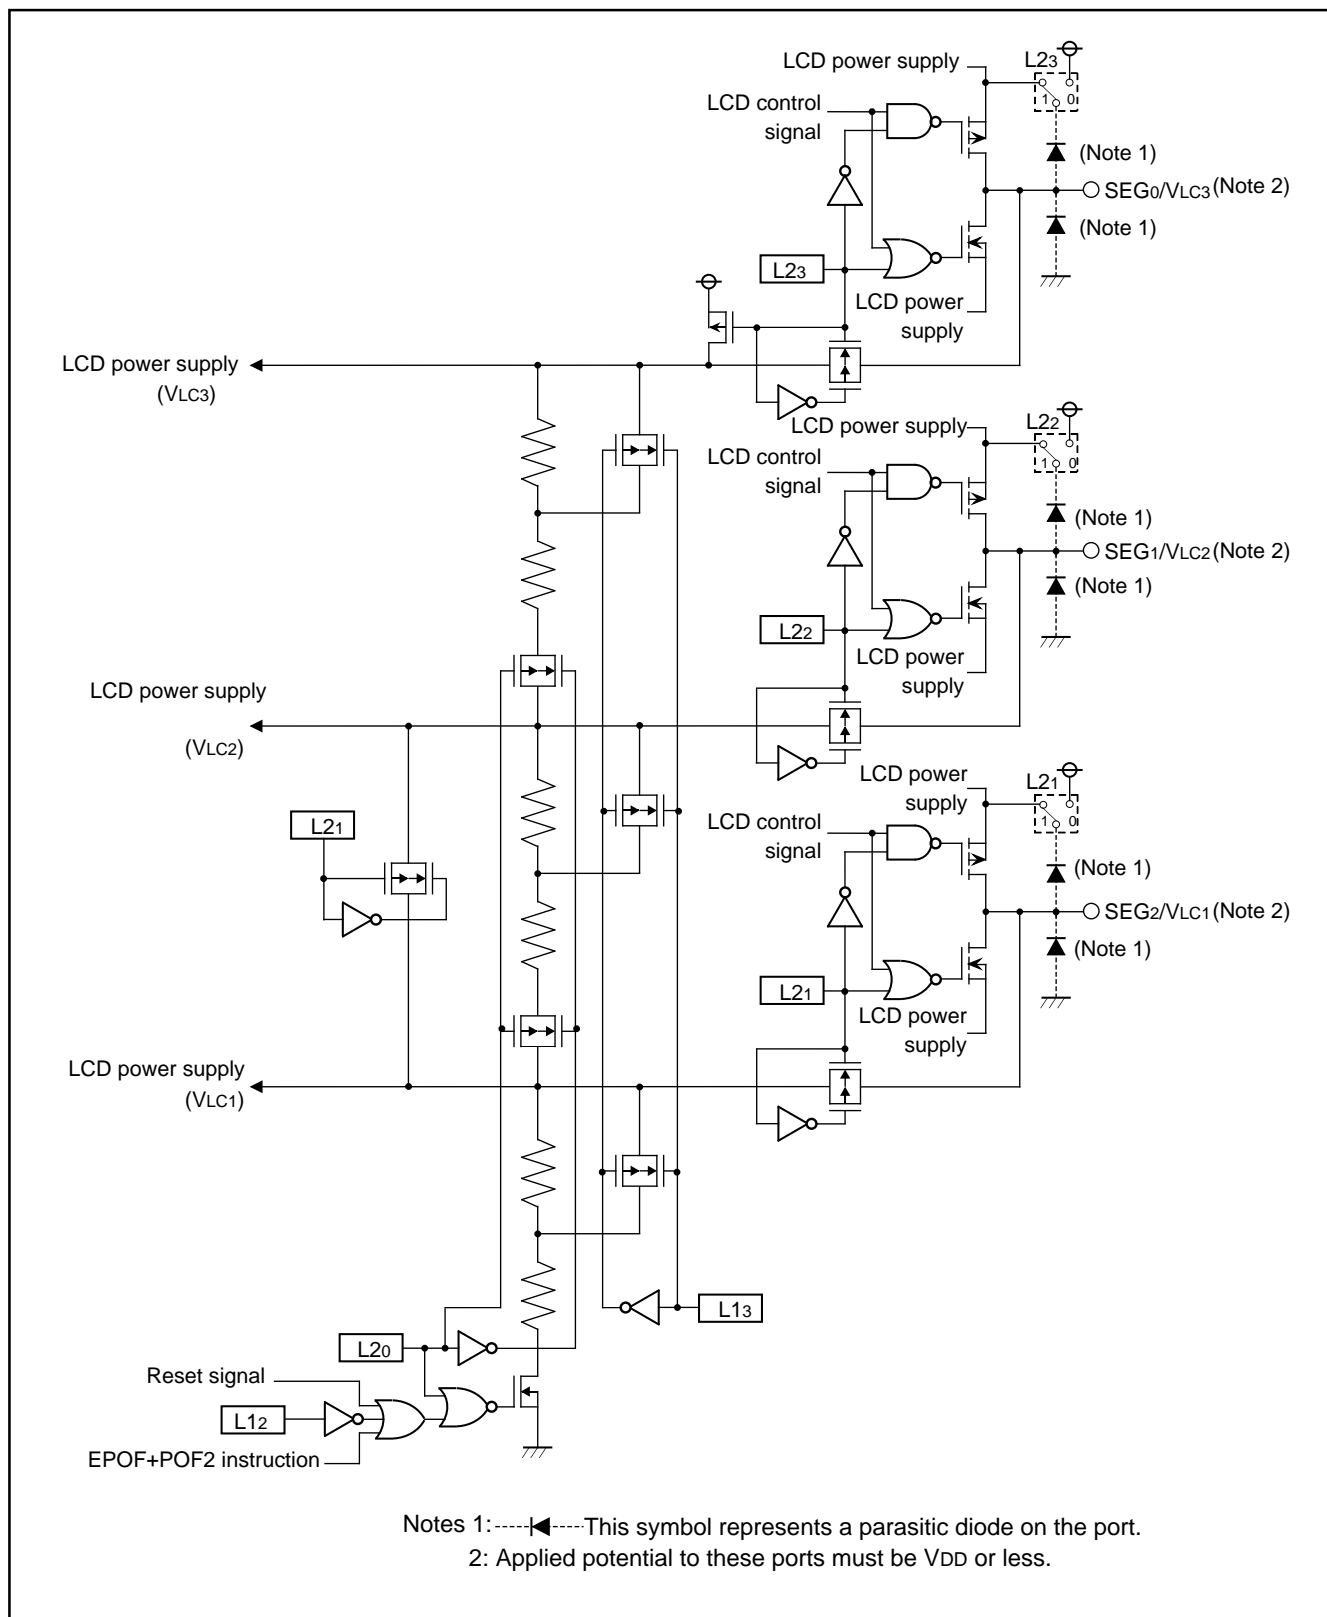 LCD power supply
L23
LCD control
signal
1 0
(Note 1)
SEG0/VLC3 (Note 2)
(Note 1)
L23
LCD power
supply
LCD power supply
(VLC3)
LCD power supply
L22
LCD control
signal
1 0
(Note 1)
SEG1/VLC2 (Note 2)
(Note 1)
L22
LCD power
supply
LCD power supply
(VLC2)
LCD power
supply
L21
L21
LCD control
signal
1 0
(Note 1)
SEG2/VLC1 (Note 2)
(Note 1)
L21
LCD power
supply
LCD power supply
(VLC1)
L13
L20
Reset signal
L12
EPOF+POF2 instruction
Notes 1: This symbol represents a parasitic diode on the port.
2: Applied potential to these ports must be VDD or less.